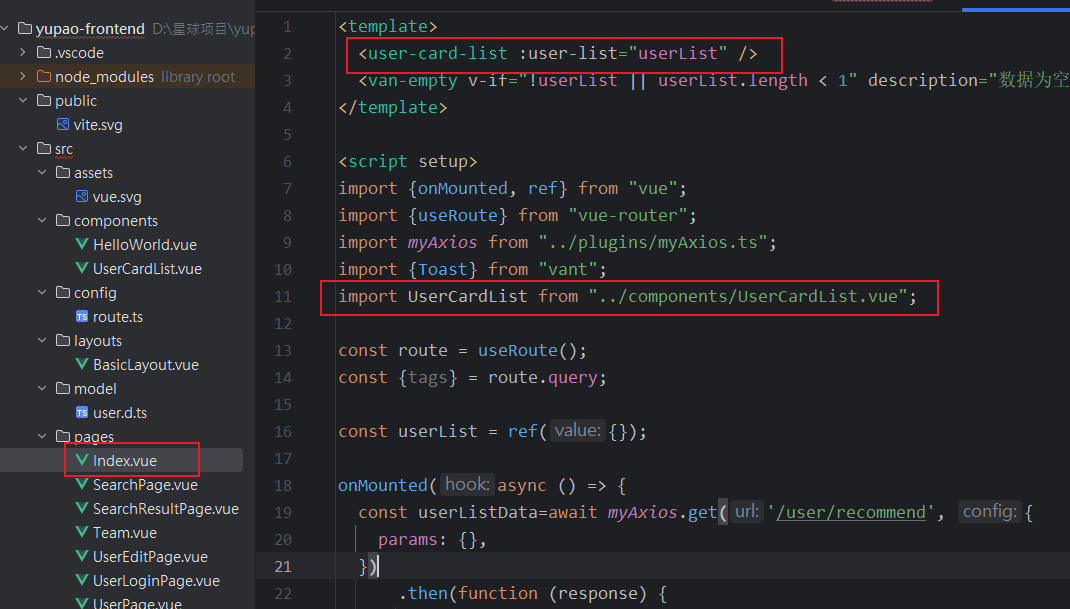 yupao-frontend D:\星球项目\yup
.vscode
node_modules library root
public
vite.svg
src
assets
vue.svg
components
HelloWorld.vue
UserCardList.vue
config
route.ts
layouts
BasicLayout.vue
model
user.d.ts
pages
Index.vue
SearchPage.vue
SearchResultPage.vue
Team.vue
UserEditPage.vue
UserLoginPage.vue
UserPage.vue
1 <template>
2 <user-card-list :user-list="userList" />
3 <van-empty v-if="!userList || userList.length < 1" description="数据为空
4 </template>
5
6 <script setup>
7 import {onMounted, ref} from "vue";
8 import {useRoute} from "vue-router";
9 import myAxios from "../plugins/myAxios.ts";
10 import {Toast} from "vant";
11 import UserCardList from "../components/UserCardList.vue";
12
13 const route = useRoute();
14 const {tags} = route.query;
15
16 const userList = ref( value: {});
17
18 onMounted( hook: async () => {
19 const userListData=await myAxios.get( url: '/user/recommend', config: {
20 params: {},
21 })
22 .then(function (response) {